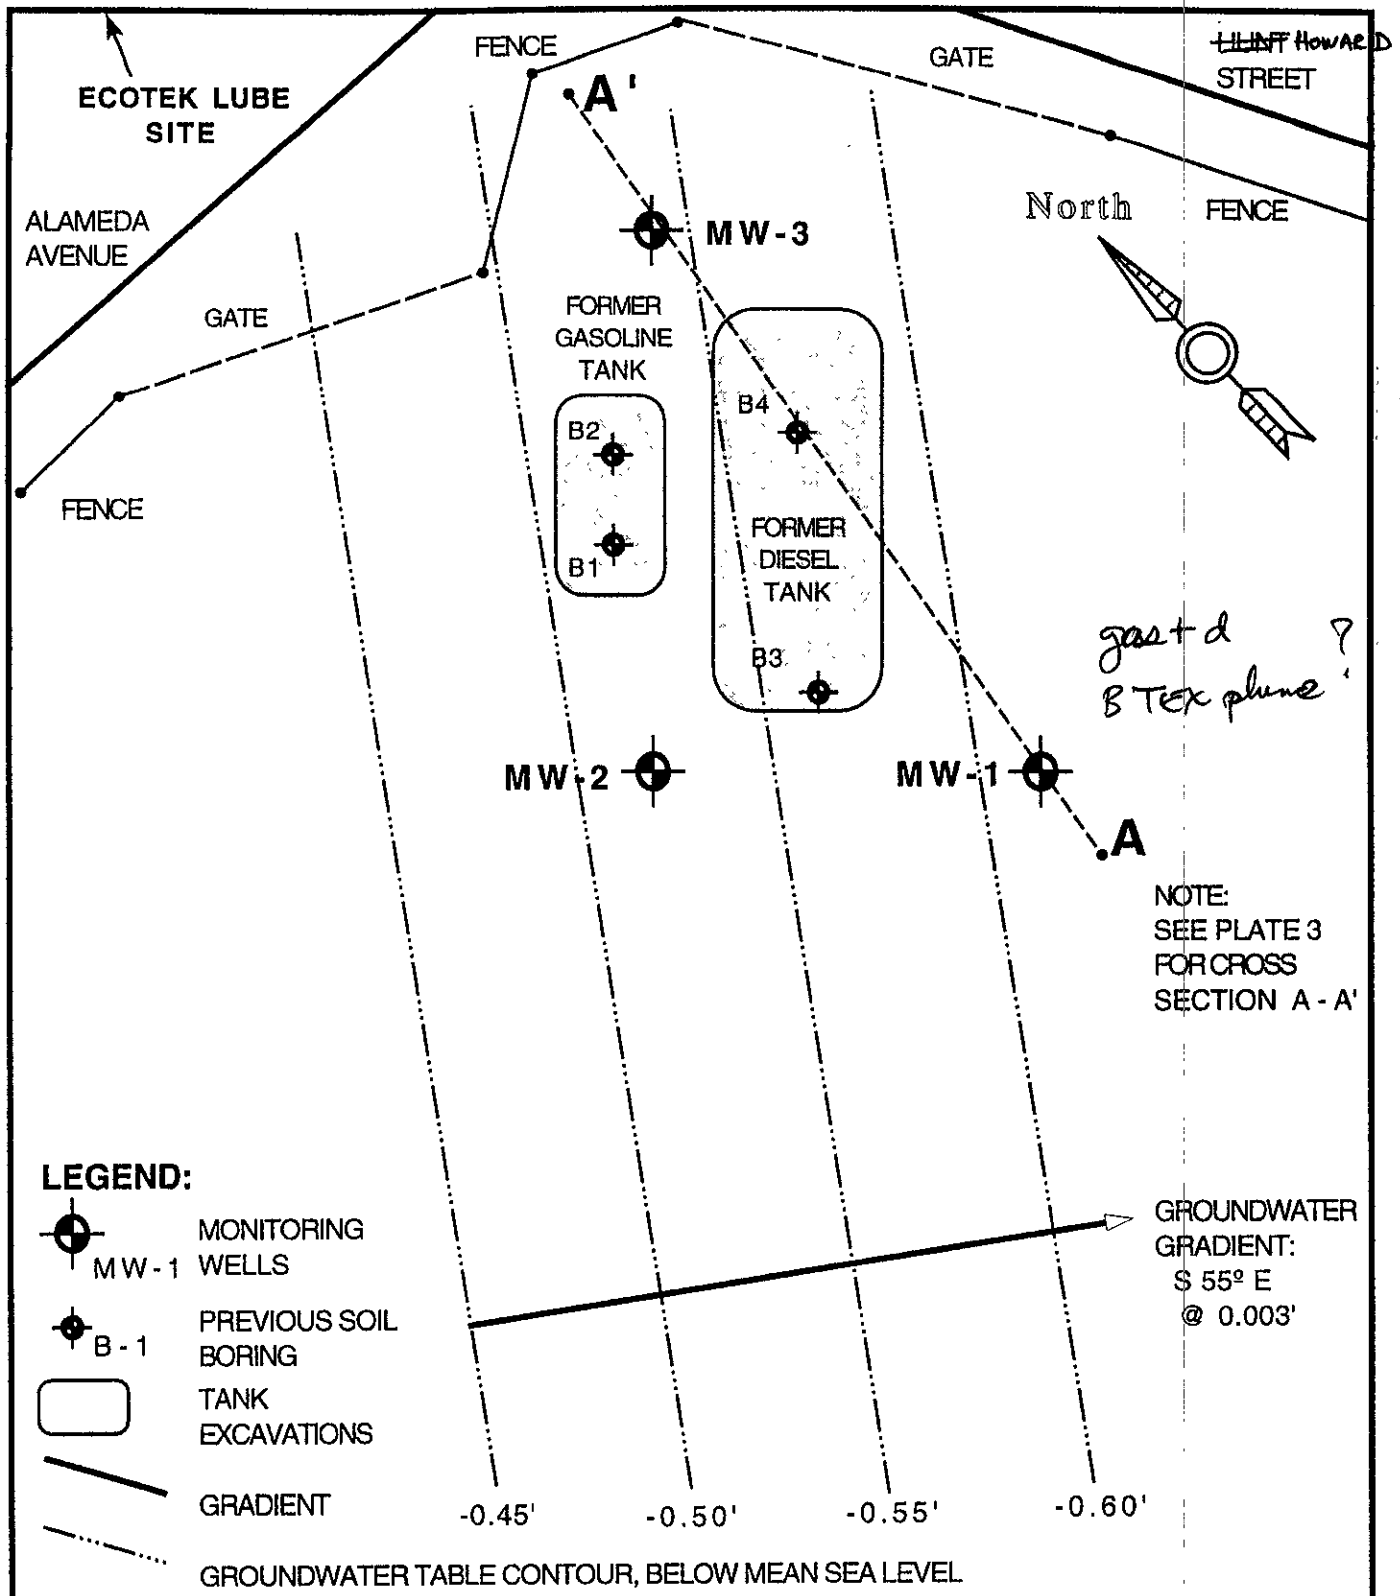 FENCE
GATE
HOWARD
STREET
ECOTEK LUBE
SITE
A'
ALAMEDA
AVENUE
North
FENCE
MW-3
GATE
FORMER
GASOLINE
TANK
B4
B2
FENCE
FORMER
DIESEL
TANK
B1
gas + d ?
BTEX plume
B3
MW-2
MW-1
A
NOTE:
SEE PLATE 3
FOR CROSS
SECTION A - A'
LEGEND:
MW-1
MONITORING
WELLS
B-1
PREVIOUS SOIL
BORING
TANK
EXCAVATIONS
GRADIENT
GROUNDWATER TABLE CONTOUR, BELOW MEAN SEA LEVEL
GROUNDWATER
GRADIENT:
S 55º E
@ 0.003'
-0.45'
-0.50'
-0.55'
-0.60'